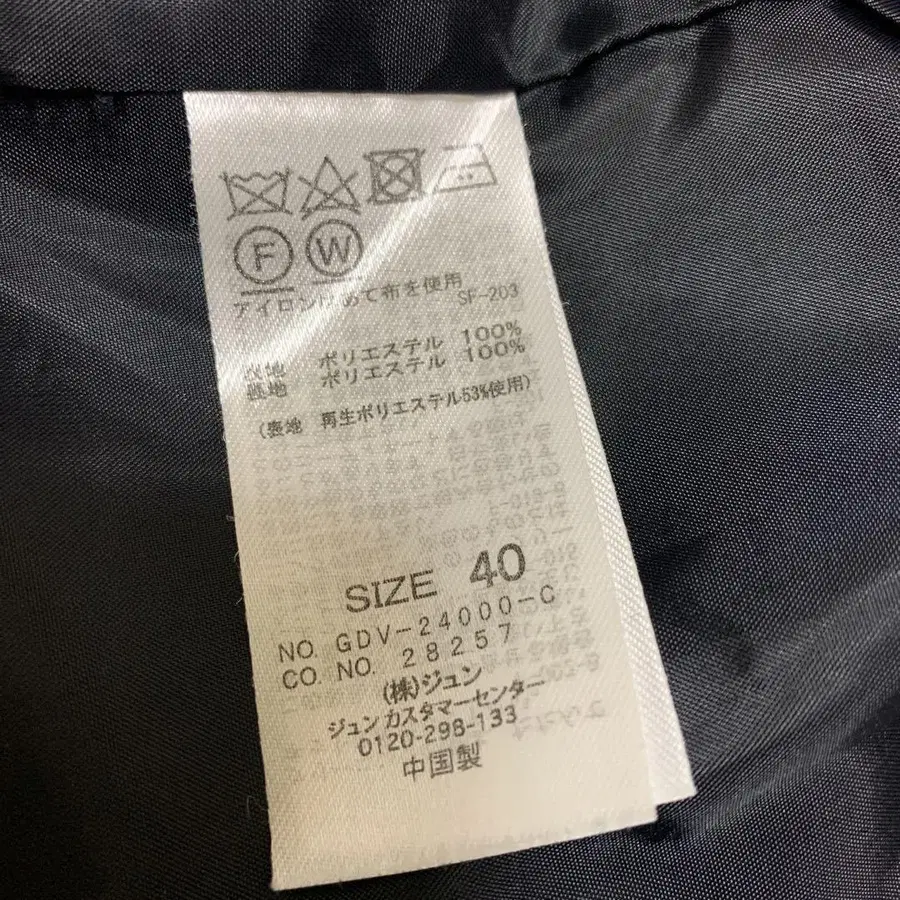 F W
アイロンはあて布を使用
SF-203
表地 ポリエステル 100%
裏地 ポリエステル 100%
(表地 再生ポリエステル53%使用)
SIZE 40
NO. GDV-24000-C
CO. NO. 28257
(株)ジュン
ジュン カスタマーセンター
0120-298-133
中国製